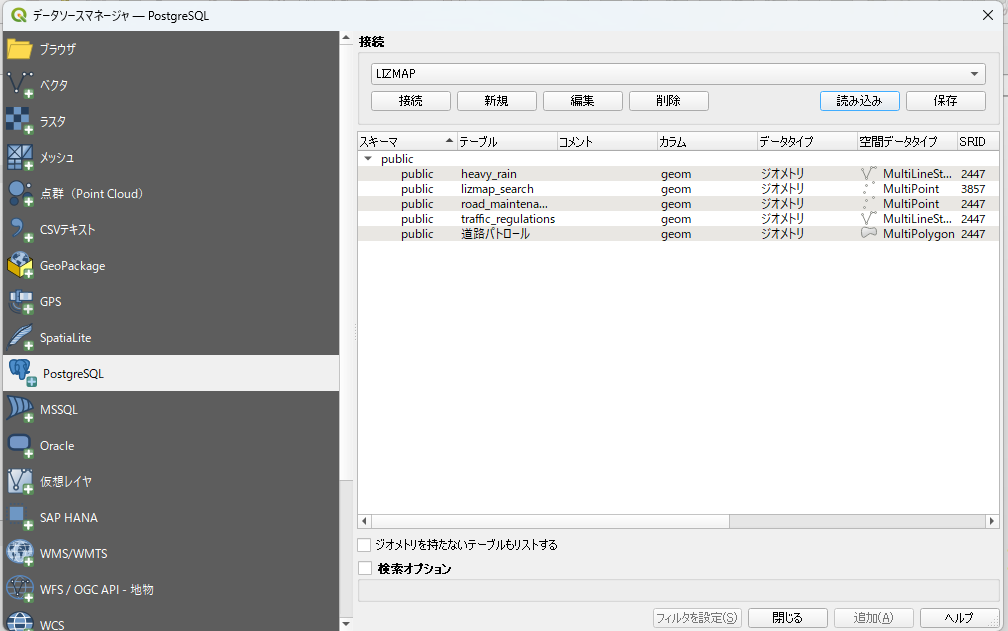 データソースマネージャ — PostgreSQL
ブラウザ
ベクタ
ラスタ
メッシュ
点群（Point Cloud）
CSVテキスト
GeoPackage
GPS
SpatiaLite
PostgreSQL
MSSQL
Oracle
仮想レイヤ
SAP HANA
WMS/WMTS
WFS / OGC API - 地物
WCS
接続
LIZMAP
接続 新規 編集 削除 読み込み 保存
スキーマ テーブル コメント カラム データタイプ 空間データタイプ SRID
public
public heavy_rain geom ジオメトリ MultiLineSt... 2447
public lizmap_search geom ジオメトリ MultiPoint 3857
public road_maintena... geom ジオメトリ MultiPoint 2447
public traffic_regulations geom ジオメトリ MultiLineSt... 2447
public 道路パトロール geom ジオメトリ MultiPolygon 2447
ジオメトリを持たないテーブルもリストする
検索オプション
フィルタを設定(S) 閉じる 追加(A) ヘルプ